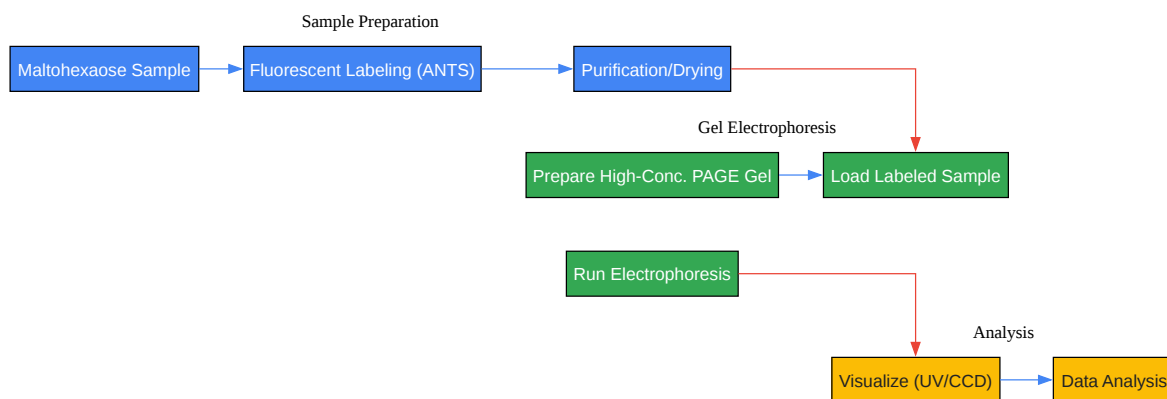 Sample Preparation
Maltohexaose Sample
Fluorescent Labeling (ANTS)
Purification/Drying
Gel Electrophoresis
Prepare High-Conc. PAGE Gel
Load Labeled Sample
Run Electrophoresis
Analysis
Visualize (UV/CCD)
Data Analysis